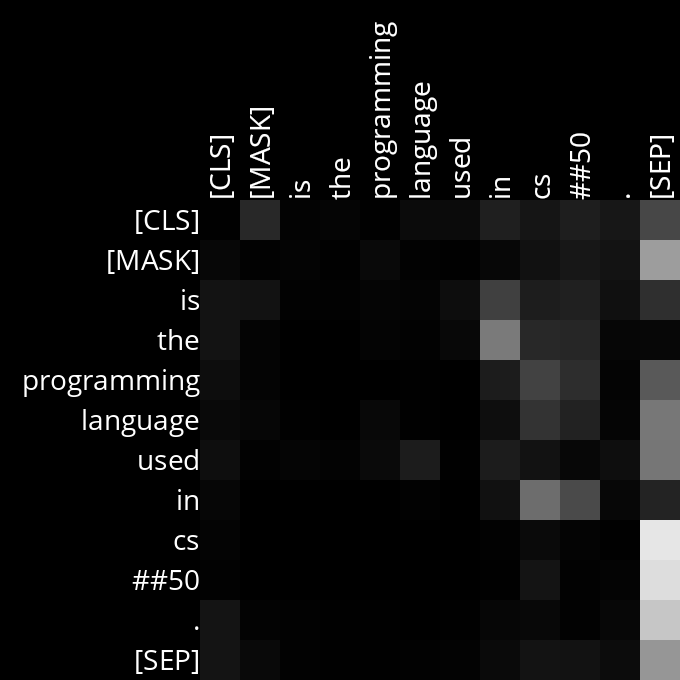 [CLS]
[MASK]
is
the
programming
language
used
in
cs
##50
.
[SEP]
[CLS]
[MASK]
is
the
programming
language
used
in
cs
##50
.
[SEP]